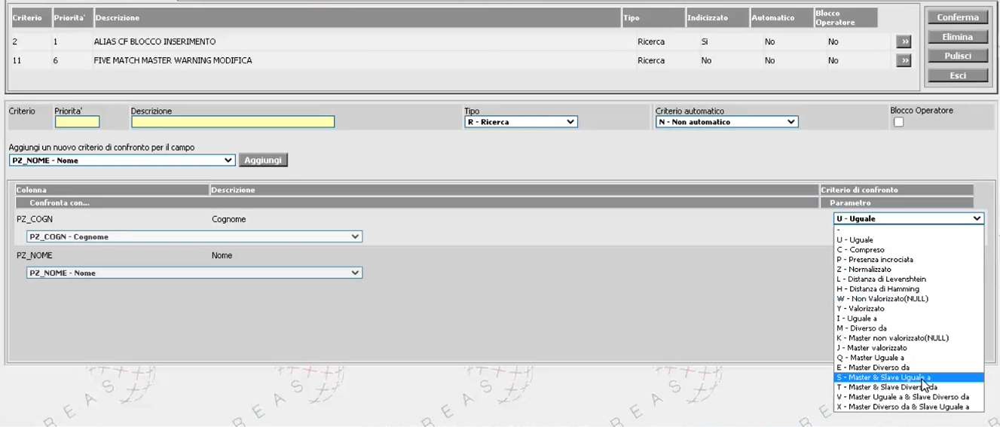 Criterio Priorita' Descrizione Tipo Indicizzato Automatico Blocco Operatore
Conferma
2 1 ALIAS CF BLOCCO INSERIMENTO Ricerca Si No No »
Elimina
11 6 FIVE MATCH MASTER WARNING MODIFICA Ricerca No No No »
Pulisci
Esci
Criterio Priorita' Descrizione Tipo Criterio automatico Blocco Operatore
R - Ricerca N - Non automatico
Aggiungi un nuovo criterio di confronto per il campo
PZ_NOME - Nome Aggiungi
Colonna Descrizione Criterio di confronto
Confronta con... Parametro
PZ_COGN Cognome U - Uguale
PZ_COGN - Cognome
PZ_NOME Nome
PZ_NOME - Nome
-
U - Uguale
C - Compreso
P - Presenza incrociata
Z - Normalizzato
L - Distanza di Levenshtein
H - Distanza di Hamming
W - Non Valorizzato(NULL)
Y - Valorizzato
I - Uguale a
M - Diverso da
K - Master non valorizzato(NULL)
J - Master valorizzato
Q - Master Uguale a
E - Master Diverso da
S - Master & Slave Uguale a
T - Master & Slave Diverso da
V - Master Uguale a & Slave Diverso da
X - Master Diverso da & Slave Uguale a
R E A S
R E A S
R E A S
R E A S